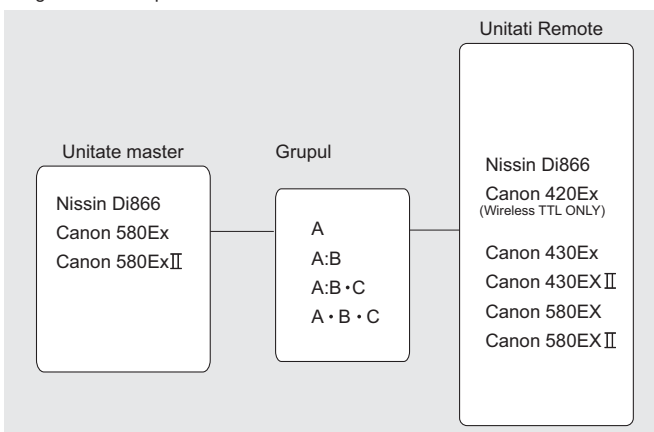 Unitati Remote
Unitate master
Grupul
Nissin Di866
Canon 580Ex
Canon 580ExⅡ
A
A:B
A:B・C
A・B・C
Nissin Di866
Canon 420Ex
(Wireless TTL ONLY)
Canon 430Ex
Canon 430EXⅡ
Canon 580EX
Canon 580EXⅡ